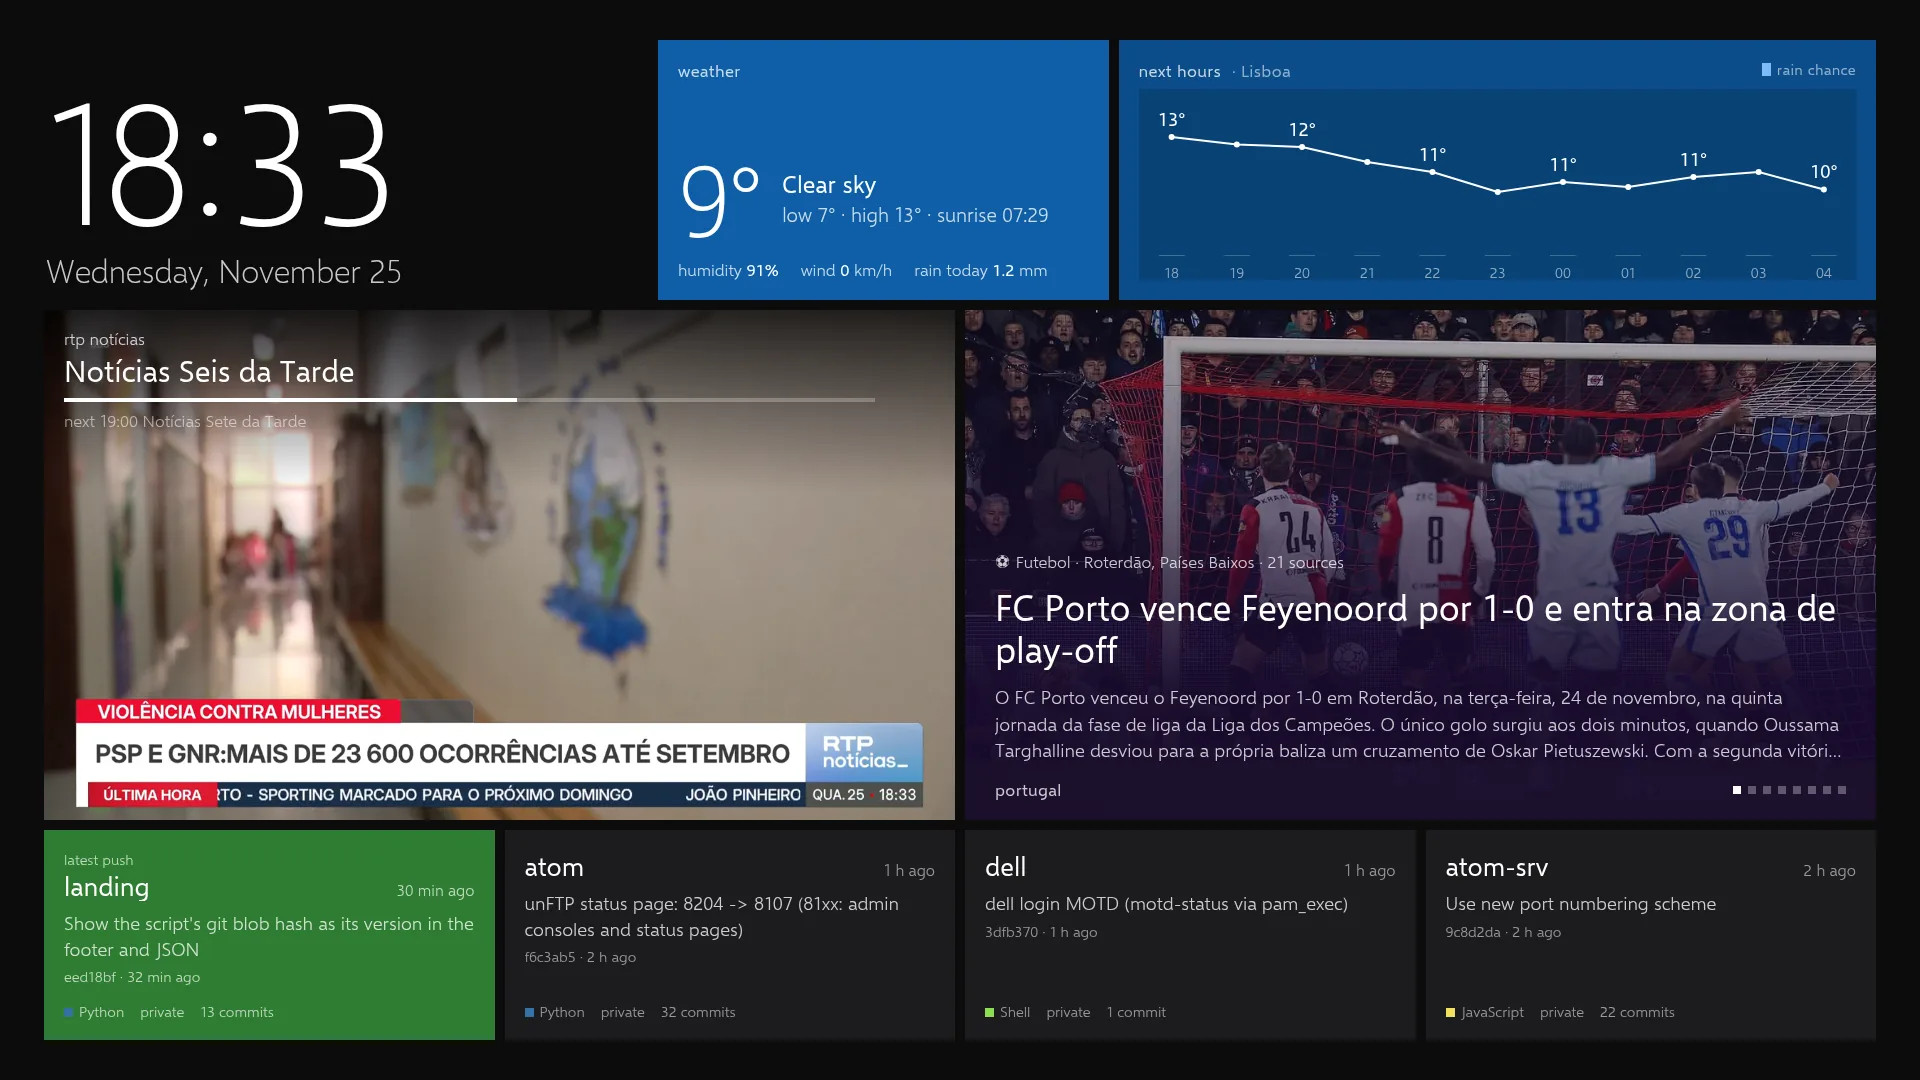 18:33
Wednesday, November 25
weather
9°
Clear sky
low 7° · high 13° · sunrise 07:29
humidity 91% wind 0 km/h rain today 1.2 mm
next hours · Lisboa
rain chance
13° 12° 11° 11° 11° 10°
18 19 20 21 22 23 00 01 02 03 04
rtp notícias
Notícias Seis da Tarde
next 19:00 Notícias Sete da Tarde
VIOLÊNCIA CONTRA MULHERES
PSP E GNR:MAIS DE 23 600 OCORRÊNCIAS ATÉ SETEMBRO
RTP
notícias_
ÚLTIMA HORA RTO - SPORTING MARCADO PARA O PRÓXIMO DOMINGO JOÃO PINHEIRO QUA.25 · 18:33
24
8
13
29
Futebol · Roterdão, Países Baixos · 21 sources
FC Porto vence Feyenoord por 1-0 e entra na zona de
play-off
O FC Porto venceu o Feyenoord por 1-0 em Roterdão, na terça-feira, 24 de novembro, na quinta
jornada da fase de liga da Liga dos Campeões. O único golo surgiu aos dois minutos, quando Oussama
Targhalline desviou para a própria baliza um cruzamento de Oskar Pietuszewski. Com a segunda vitóri...
portugal
latest push
landing
30 min ago
Show the script's git blob hash as its version in the
footer and JSON
eed18bf · 32 min ago
Python private 13 commits
atom
1 h ago
unFTP status page: 8204 -> 8107 (81xx: admin
consoles and status pages)
f6c3ab5 · 2 h ago
Python private 32 commits
dell
1 h ago
dell login MOTD (motd-status via pam_exec)
3dfb370 · 1 h ago
Shell private 1 commit
atom-srv
2 h ago
Use new port numbering scheme
9c8d2da · 2 h ago
JavaScript private 22 commits